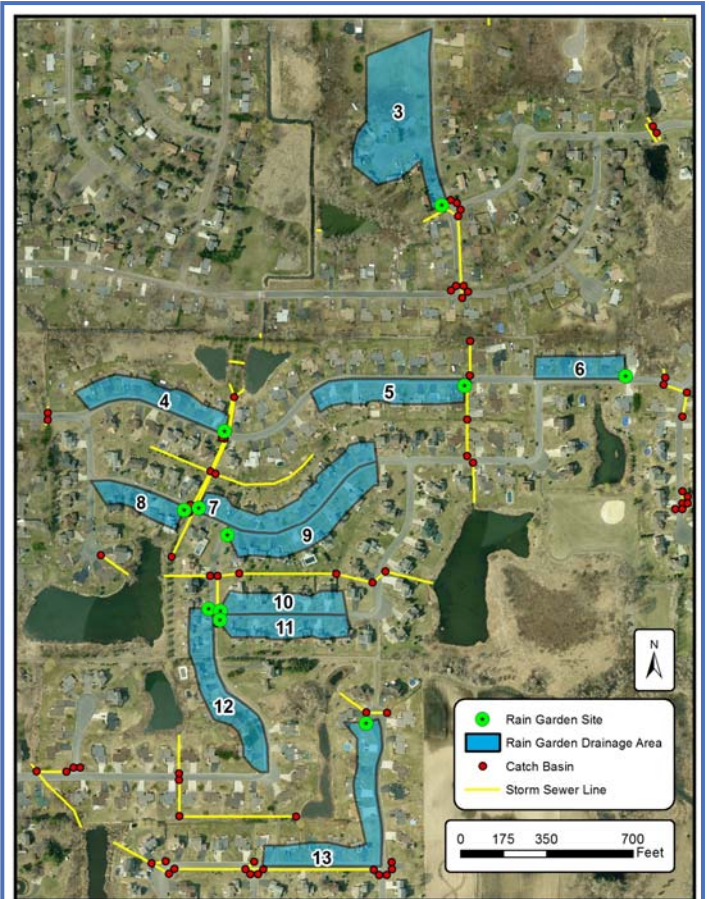 3
6
5
4
8
7
9
10
11
12
13
N
Rain Garden Site
Rain Garden Drainage Area
Catch Basin
Storm Sewer Line
0 175 350 700
Feet